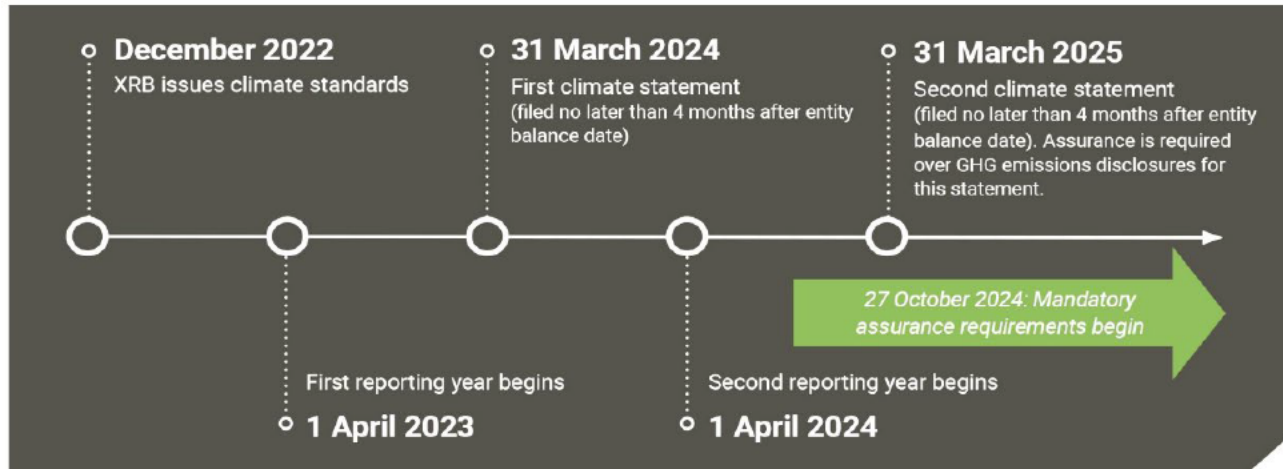 December 2022
XRB issues climate standards
31 March 2024
First climate statement
(filed no later than 4 months after entity
balance date)
31 March 2025
Second climate statement
(filed no later than 4 months after entity
balance date). Assurance is required
over GHG emissions disclosures for
this statement.
27 October 2024: Mandatory
assurance requirements begin
First reporting year begins
1 April 2023
Second reporting year begins
1 April 2024